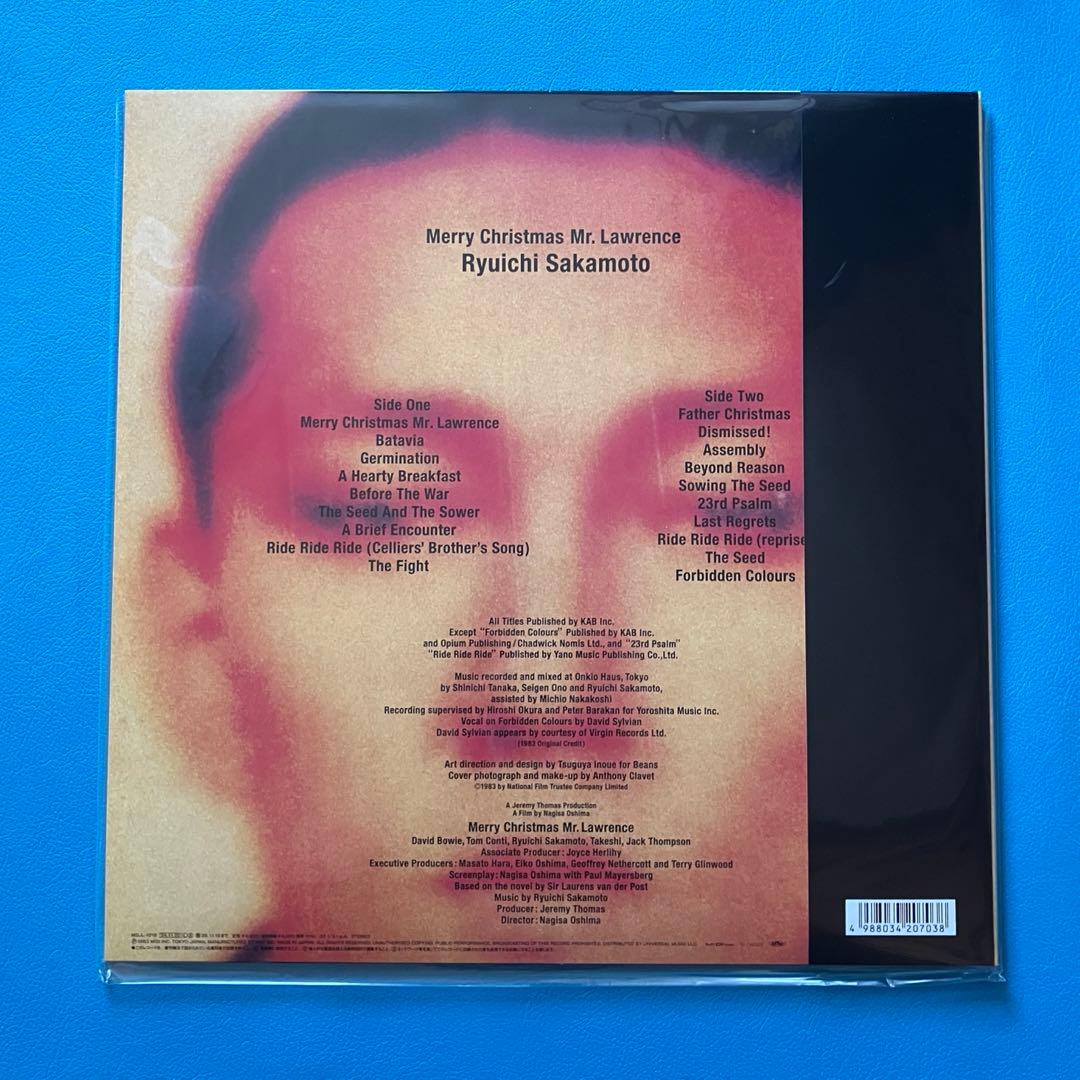 Merry Christmas Mr. Lawrence
Ryuichi Sakamoto
Side One
Merry Christmas Mr. Lawrence
Batavia
Germination
A Hearty Breakfast
Before The War
The Seed And The Sower
A Brief Encounter
Ride Ride Ride (Celliers' Brother's Song)
The Fight
Side Two
Father Christmas
Dismissed!
Assembly
Beyond Reason
Sowing The Seed
23rd Psalm
Last Regrets
Ride Ride Ride (reprise
The Seed
Forbidden Colours
All Titles Published by KAB Inc.
Except "Forbidden Colours" Published by KAB Inc.
and Opium Publishing/Chadwick Nomis Ltd., and "23rd Psalm"
"Ride Ride Ride" Published by Yano Music Publishing Co.,Ltd.
Music recorded and mixed at Onkio Haus, Tokyo
by Shinichi Tanaka, Seigen Ono and Ryuichi Sakamoto,
assisted by Michio Nakakoshi
Recording supervised by Hiroshi Okura and Peter Barakan for Yoroshita Music Inc.
Vocal on Forbidden Colours by David Sylvian
David Sylvian appears by courtesy of Virgin Records Ltd.
(1983 Original Credit)
Art direction and design by Tsuguya Inoue for Beans
Cover photograph and make-up by Anthony Clavet
©1983 by National Film Trustee Company Limited
A Jeremy Thomas Production
A Film by Nagisa Oshima
Merry Christmas Mr. Lawrence
David Bowie, Tom Conti, Ryuichi Sakamoto, Takeshi, Jack Thompson
Associate Producer: Joyce Herlihy
Executive Producers: Masato Hara, Eiko Oshima, Geoffrey Nethercott and Terry Glinwood
Screenplay: Nagisa Oshima with Paul Mayersberg
Based on the novel by Sir Laurens van der Post
Music by Ryuichi Sakamoto
Producer: Jeremy Thomas
Director: Nagisa Oshima
4 988034 207038